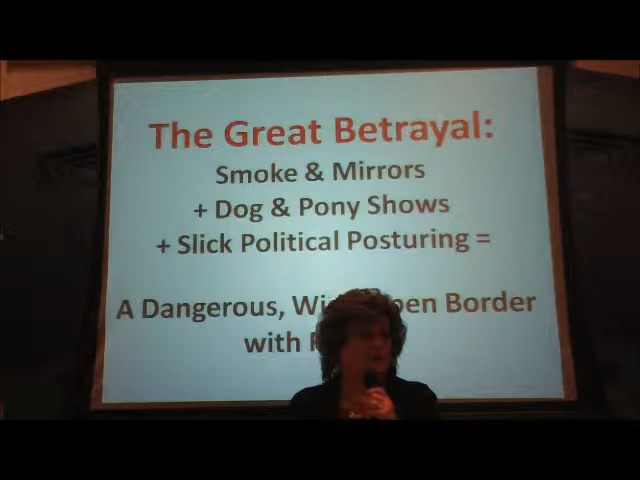 The Great Betrayal:
Smoke & Mirrors
+ Dog & Pony Shows
+ Slick Political Posturing =
A Dangerous, Border
with